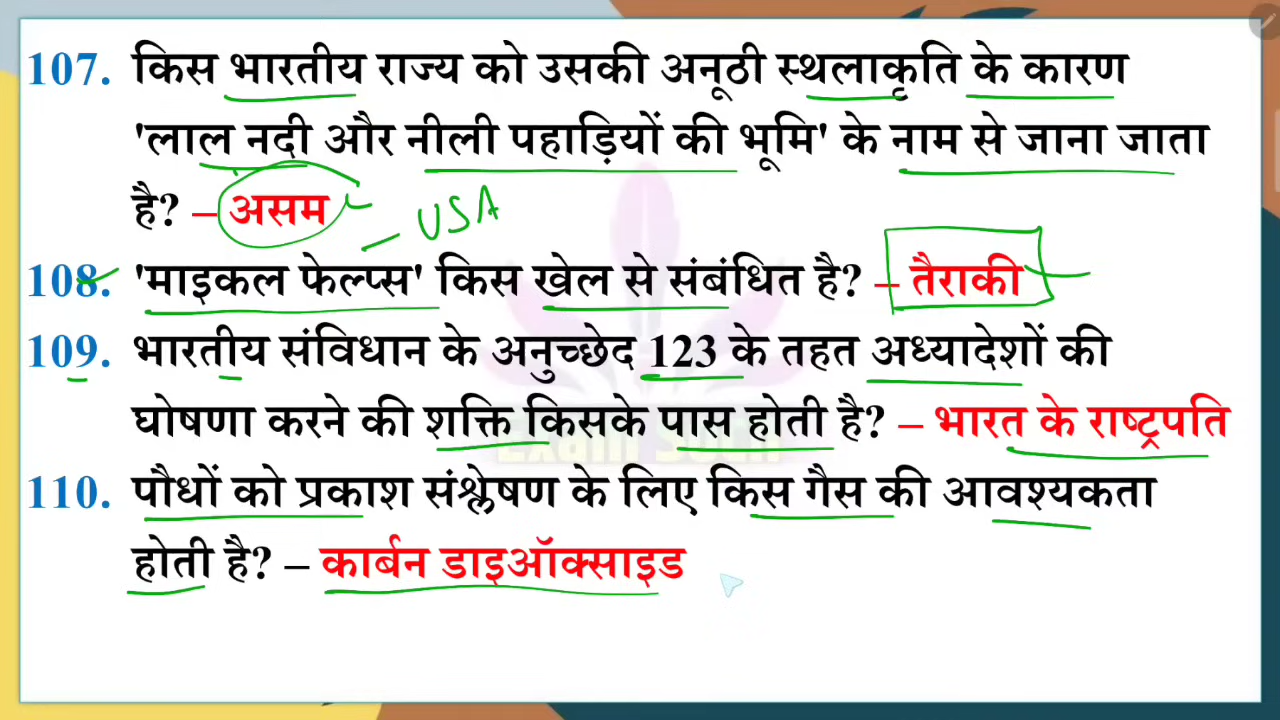 107. किस भारतीय राज्य को उसकी अनूठी स्थलाकृति के कारण
'लाल नदी और नीली पहाड़ियों की भूमि' के नाम से जाना जाता
है? – असम
USA
108. 'माइकल फेल्प्स' किस खेल से संबंधित है? – तैराकी
109. भारतीय संविधान के अनुच्छेद 123 के तहत अध्यादेशों की
घोषणा करने की शक्ति किसके पास होती है? – भारत के राष्ट्रपति
110. पौधों को प्रकाश संश्लेषण के लिए किस गैस की आवश्यकता
होती है? – कार्बन डाइऑक्साइड